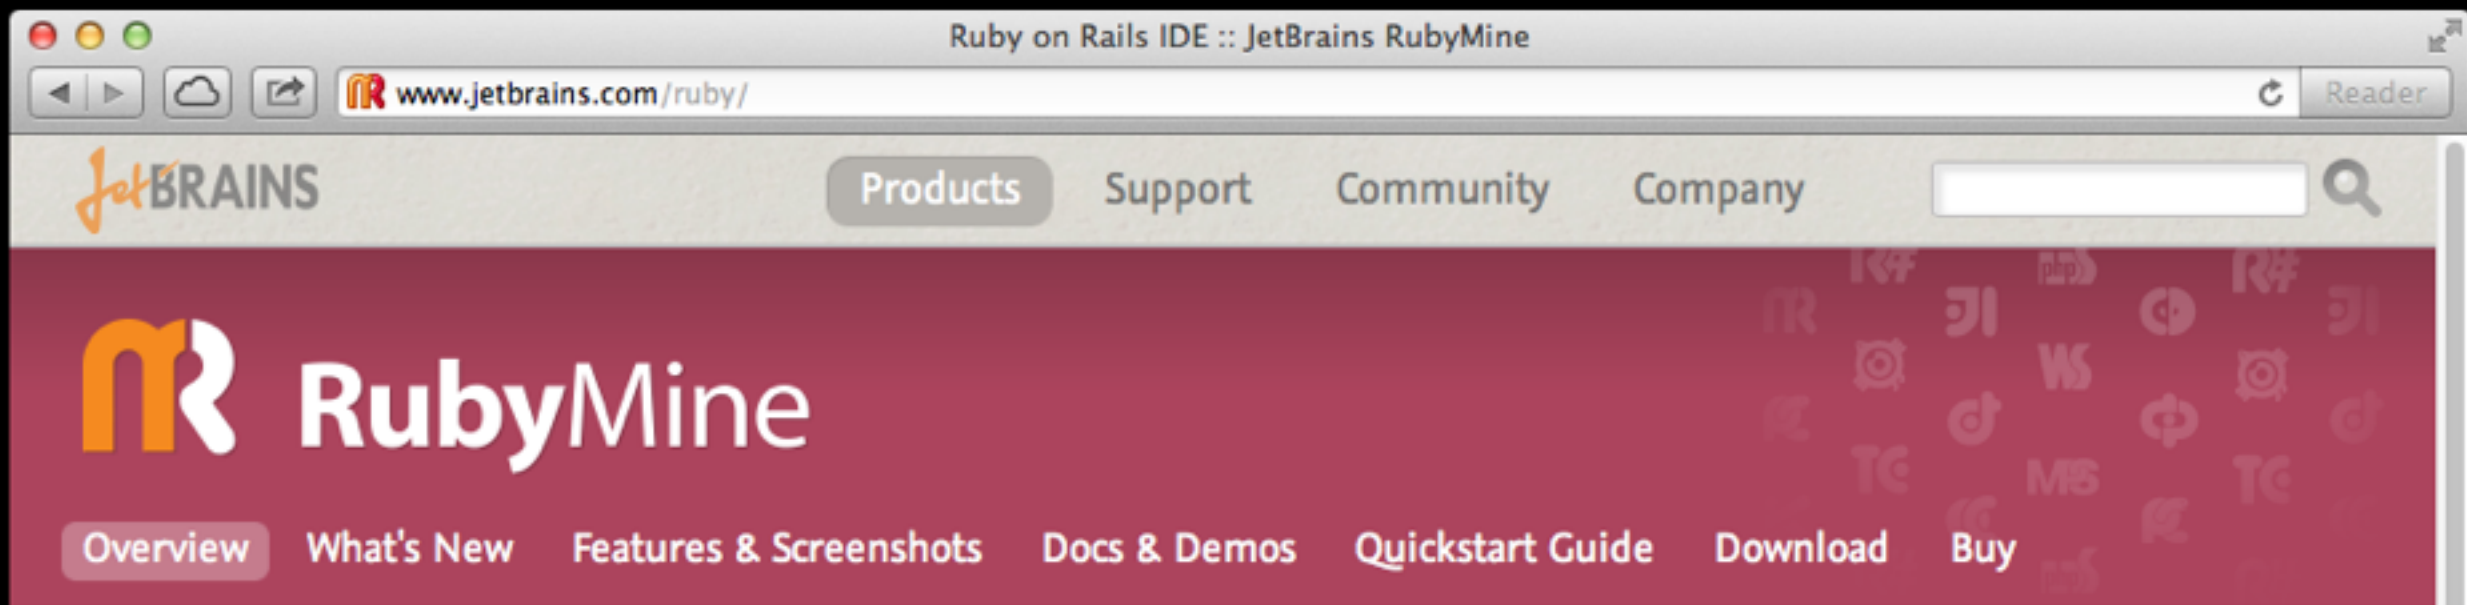 Ruby on Rails IDE :: JetBrains RubyMine
www.jetbrains.com/ruby/ Reader
JetBRAINS Products Support Community Company
RubyMine
Overview What's New Features & Screenshots Docs & Demos Quickstart Guide Download Buy